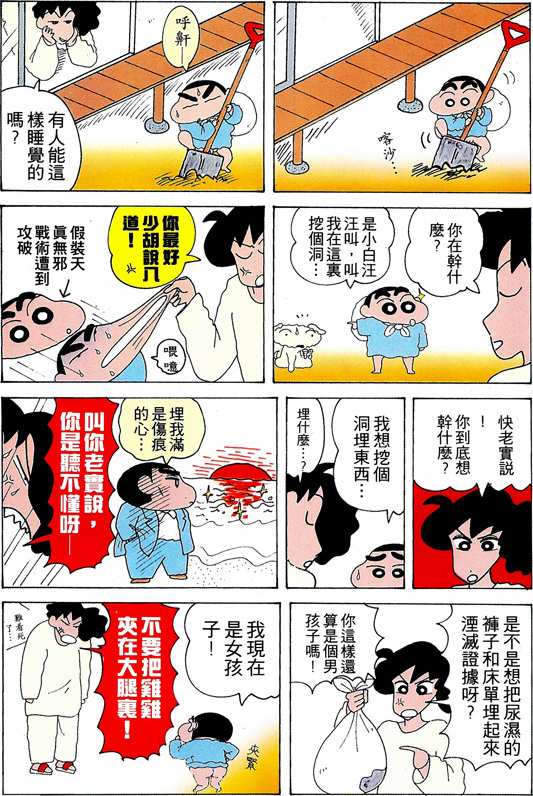 喀沙…
呼鼾──
有人能這
樣睡覺的
嗎？
你在幹什
麼？
是小白汪
汪叫，叫
我在這裏
挖個洞…
你最好
少胡說八
道！
假裝天
眞無邪
戰術遭到
攻破
喂噫
快老實說
！
你到底想
幹什麼？
我想挖個
洞埋東西…
埋什麼…？
埋我滿
是傷痕
的心…
叫你老實說，
你是聽不懂呀──
是不是想把尿濕的
褲子和床單埋起來
湮滅證據呀？
你這樣還
算是個男
孩子嗎！
我現在
是女孩
子！
夾緊
不要把雞雞
夾在大腿裏！
難看死
了…